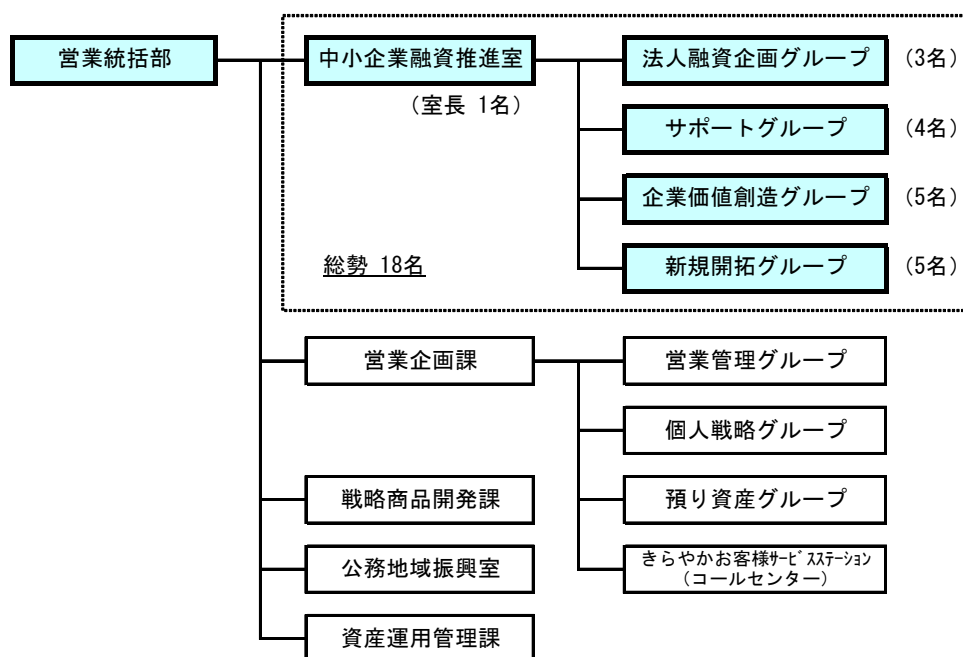 営業統括部
中小企業融資推進室
（室長 1名）
法人融資企画グループ
（3名）
サポートグループ
（4名）
企業価値創造グループ
（5名）
新規開拓グループ
（5名）
総勢 18名
営業企画課
営業管理グループ
個人戦略グループ
預り資産グループ
きらやかお客様ｻｰﾋﾞｽｽﾃｰｼｮﾝ
（コールセンター）
戦略商品開発課
公務地域振興室
資産運用管理課